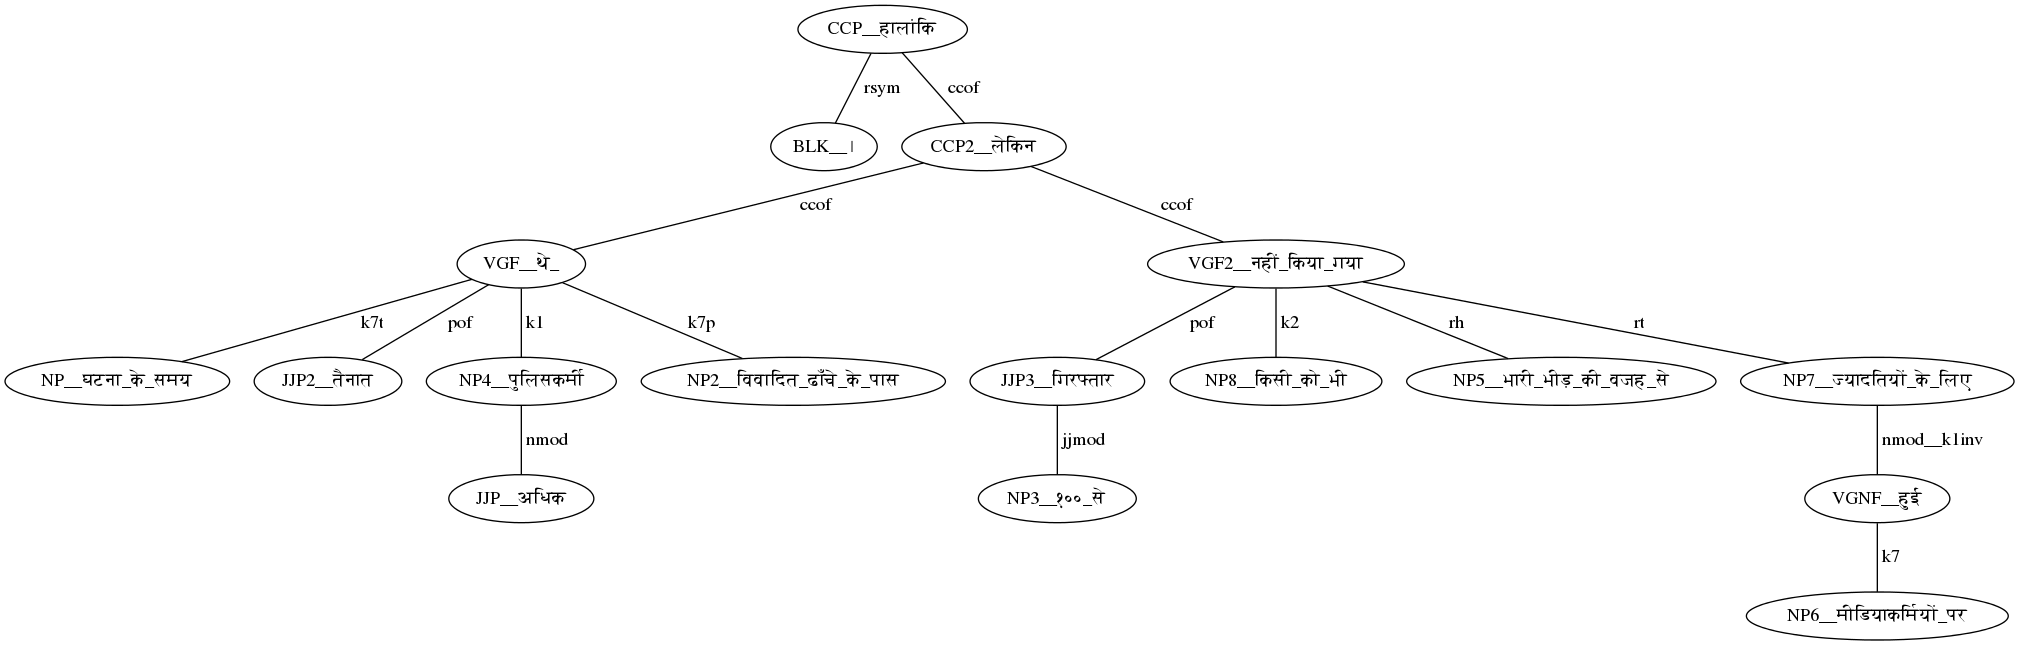 CCP__हालांकि
rsym
ccof
BLK__।
CCP2__लेकिन
ccof
ccof
VGF__थे_
VGF2__नहीं_किया_गया
k7t
pof
k1
k7p
pof
k2
rh
rt
NP__घटना_के_समय
JJP2__तैनात
NP4__पुलिसकर्मी
NP2__विवादित_ढाँचे_के_पास
JJP3__गिरफ्तार
NP8__किसी_को_भी
NP5__भारी_भीड़_की_वजह_से
NP7__ज्यादतियों_के_लिए
nmod
jjmod
nmod__k1inv
JJP__अधिक
NP3__१००_से
VGNF__हुई
k7
NP6__मीडियाकर्मियों_पर